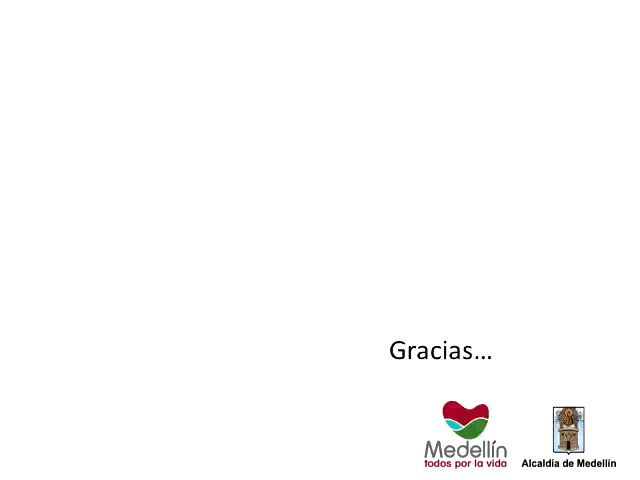 Gracias…
Medellín
todos por la vida
Alcaldía de Medellín